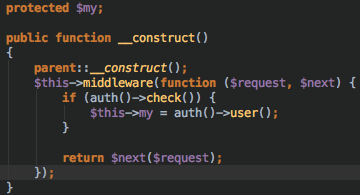 protected $my;
public function __construct()
{
    parent::__construct();
    $this->middleware(function ($request, $next) {
        if (auth()->check()) {
            $this->my = auth()->user();
        }
        return $next($request);
    });
}